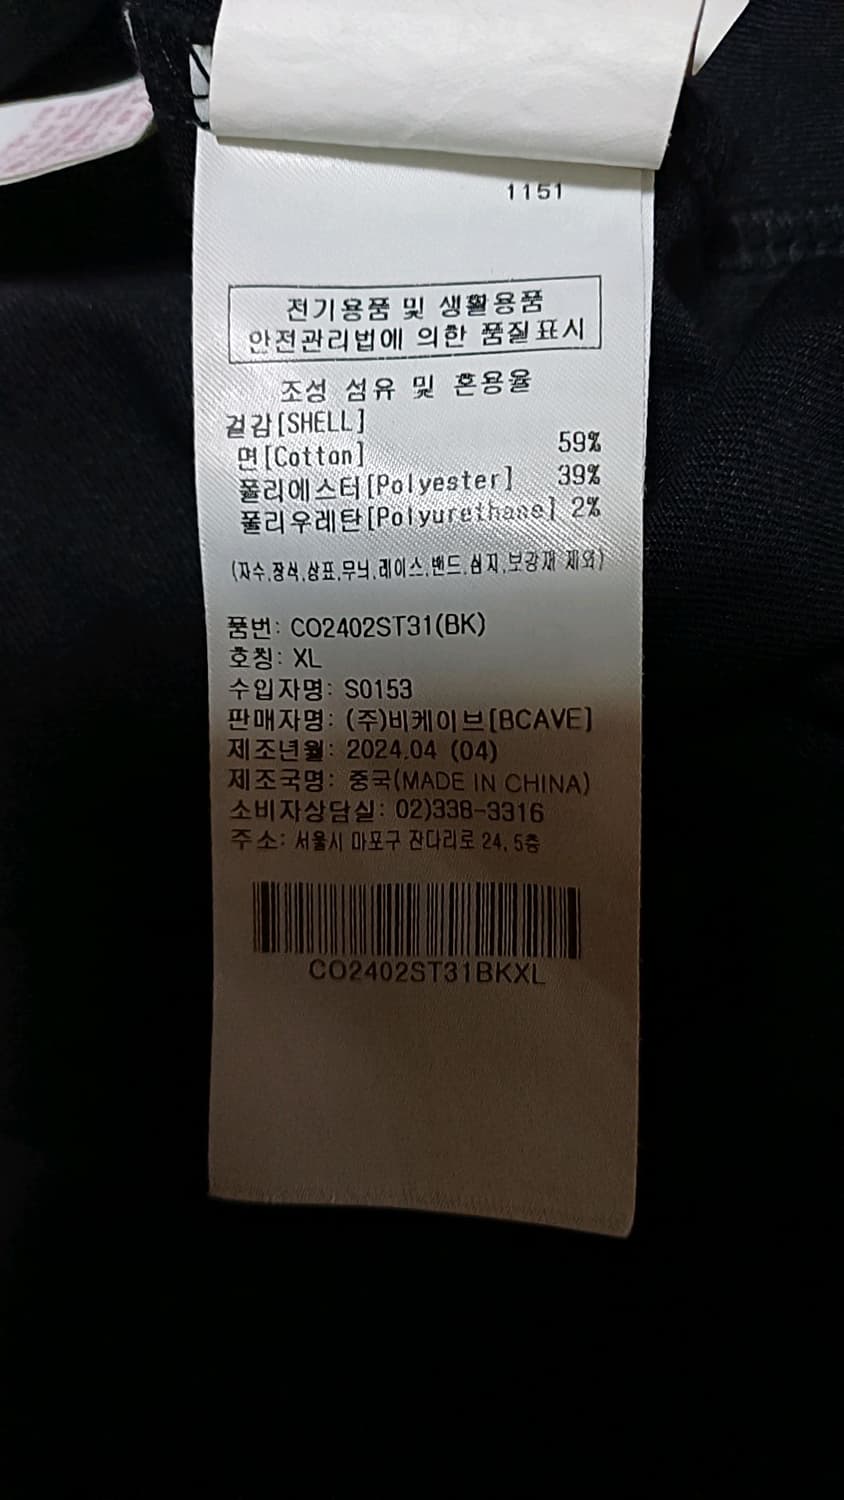 1151
전기용품 및 생활용품
안전관리법에 의한 품질표시
조성 섬유 및 혼용율
겉감[SHELL]
면[Cotton] 59%
폴리에스터[Polyester] 39%
폴리우레탄[Polyurethane] 2%
(자수,장식,상표,무늬,레이스,밴드,심지,보강재 제외)
품번: CO2402ST31(BK)
호칭: XL
수입자명: S0153
판매자명: (주)비케이브[BCAVE]
제조년월: 2024.04 (04)
제조국명: 중국(MADE IN CHINA)
소비자상담실: 02)338-3316
주소: 서울시 마포구 잔다리로 24, 5층
CO2402ST31BKXL